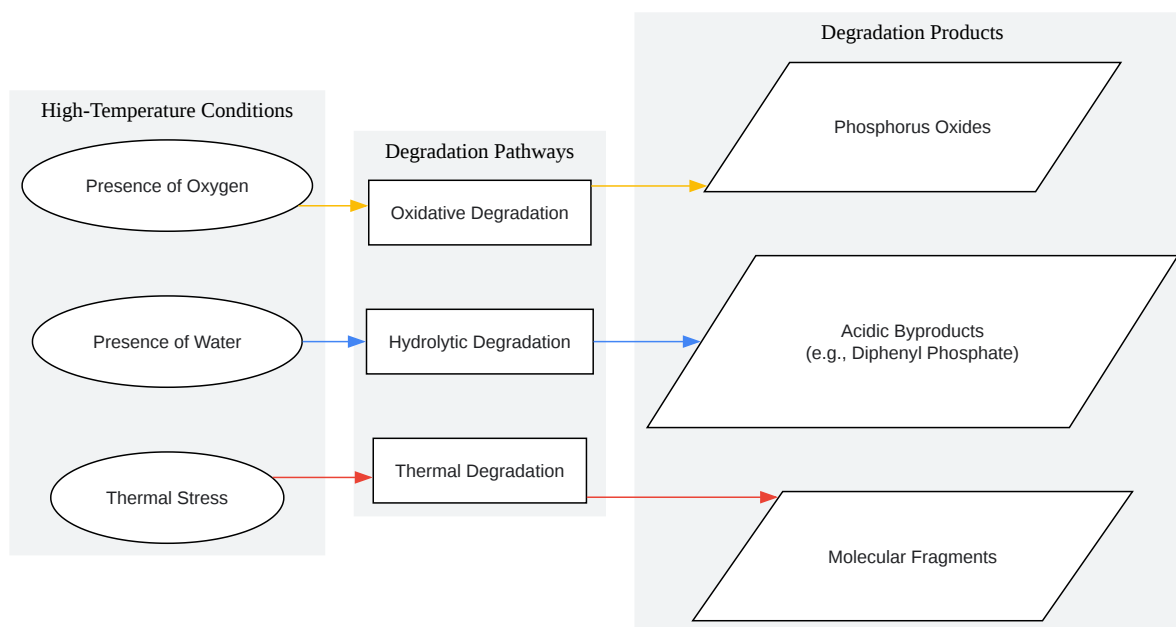 High-Temperature Conditions
Presence of Oxygen
Presence of Water
Thermal Stress
Degradation Pathways
Oxidative Degradation
Hydrolytic Degradation
Thermal Degradation
Degradation Products
Phosphorus Oxides
Acidic Byproducts
(e.g., Diphenyl Phosphate)
Molecular Fragments